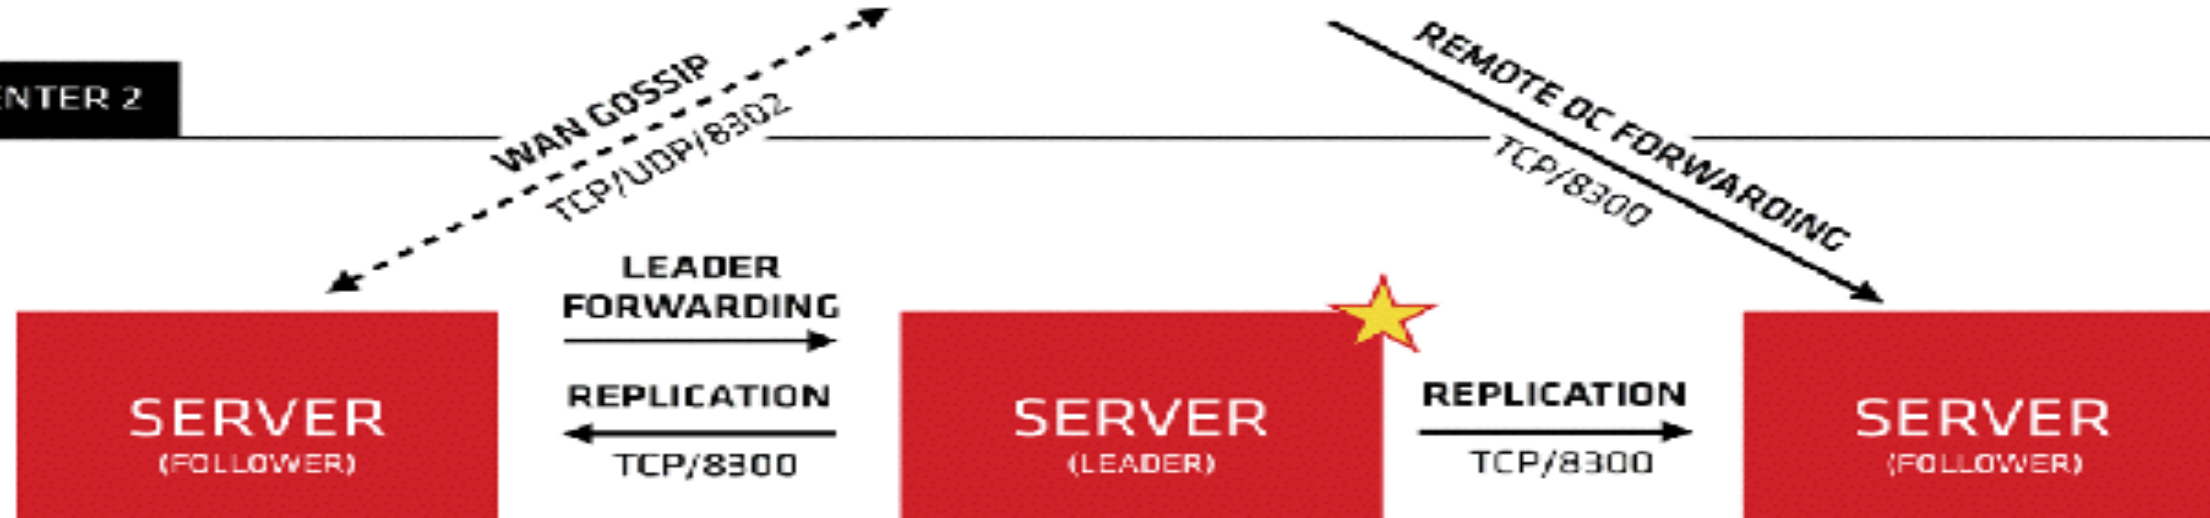 WAN GOSSIP
TCP/UDP/8302
REMOTE DC FORWARDING
TCP/8300
ENTER 2
LEADER
FORWARDING
REPLICATION
TCP/8300
REPLICATION
TCP/8300
SERVER
(FOLLOWER)
SERVER
(LEADER)
SERVER
(FOLLOWER)